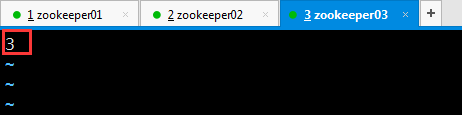 1 zookeeper01 × 2 zookeeper02 × 3 zookeeper03 × +
3
~
~
~